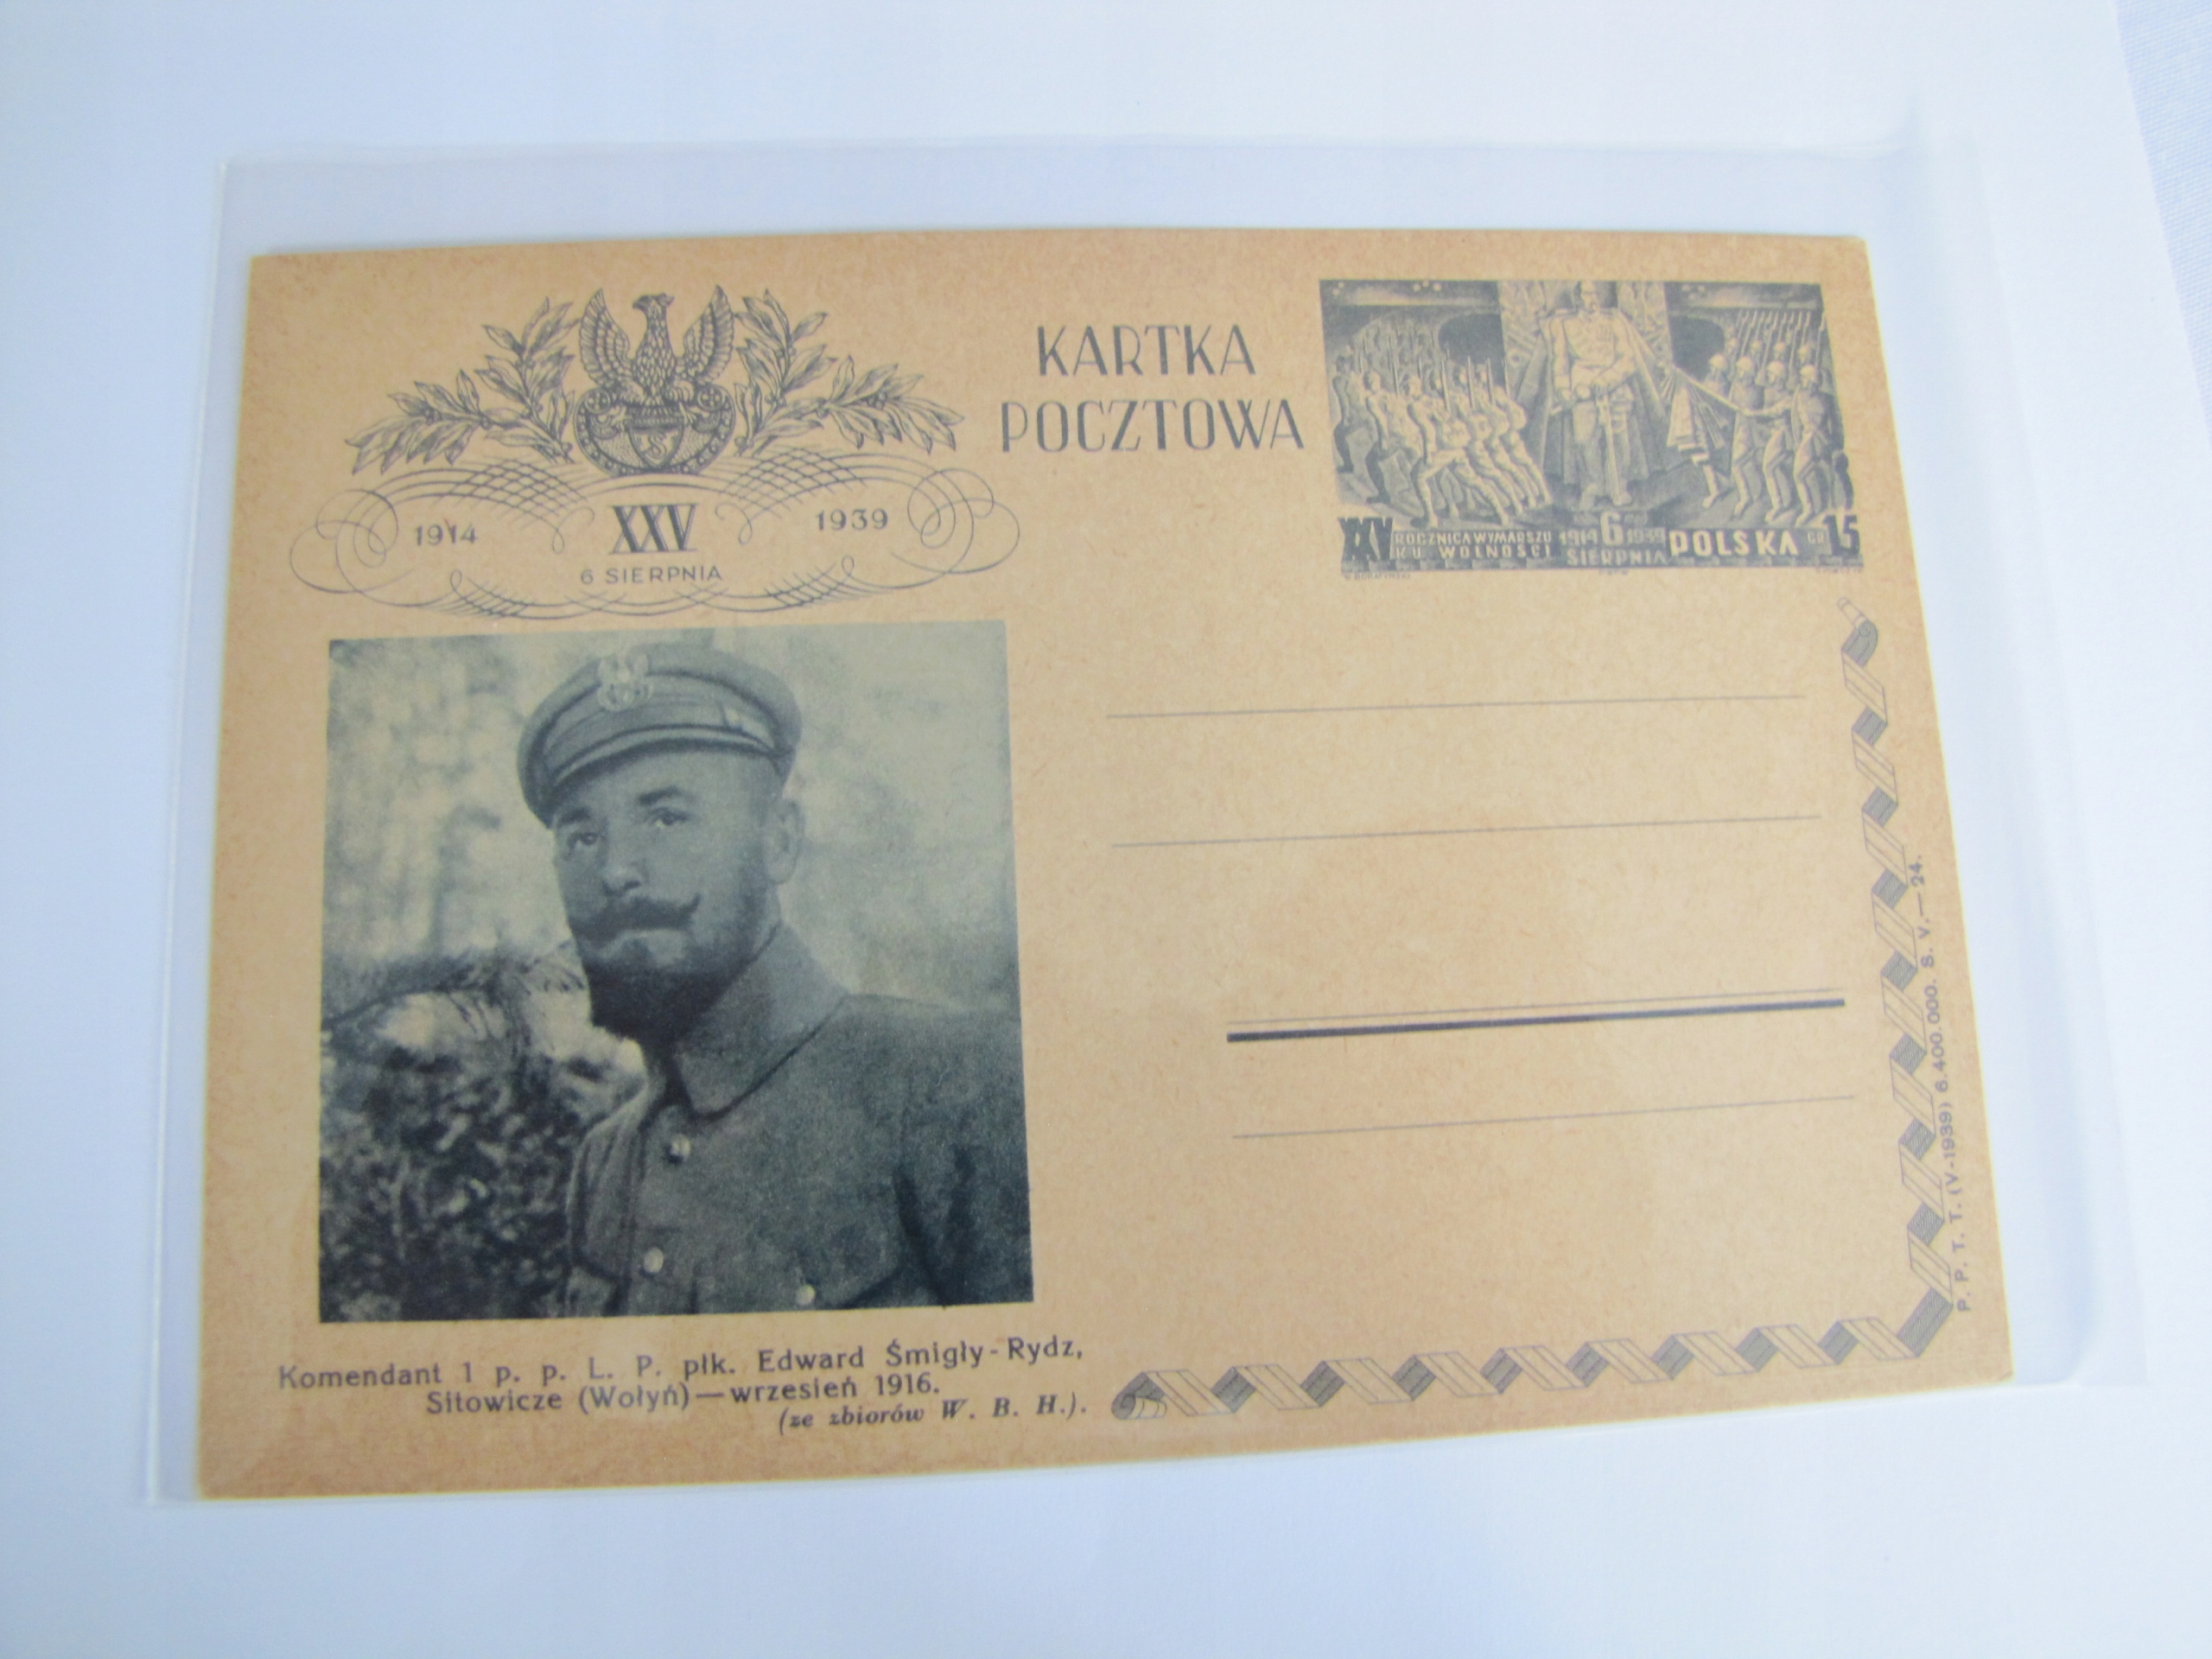 KARTKA
POCZTOWA
1914 XXV 1939
6 SIERPNIA
XXV ROCZNICA WYMARSZU 1914 6 1939 POLSKA GR 15
KU WOLNOŚCI SIERPNIA
Komendant 1 p. p. L. P. płk. Edward Śmigły-Rydz,
Sitowicze (Wołyń) — wrzesień 1916.
(ze zbiorów W. B. H.).
P. P. T. T. (V-1939) 6.400.000. S. V. — 24.